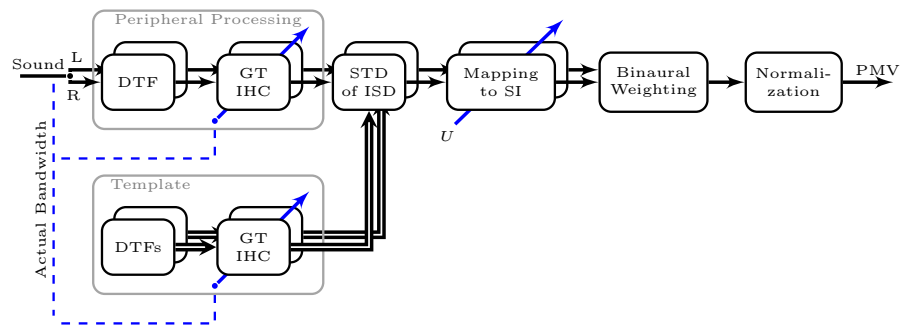 Peripheral Processing
Sound
L
R
DTF
GT
IHC
STD
of ISD
Mapping
to SI
U
Binaural
Weighting
Normali-
zation
PMV
Actual Bandwidth
Template
DTFs
GT
IHC